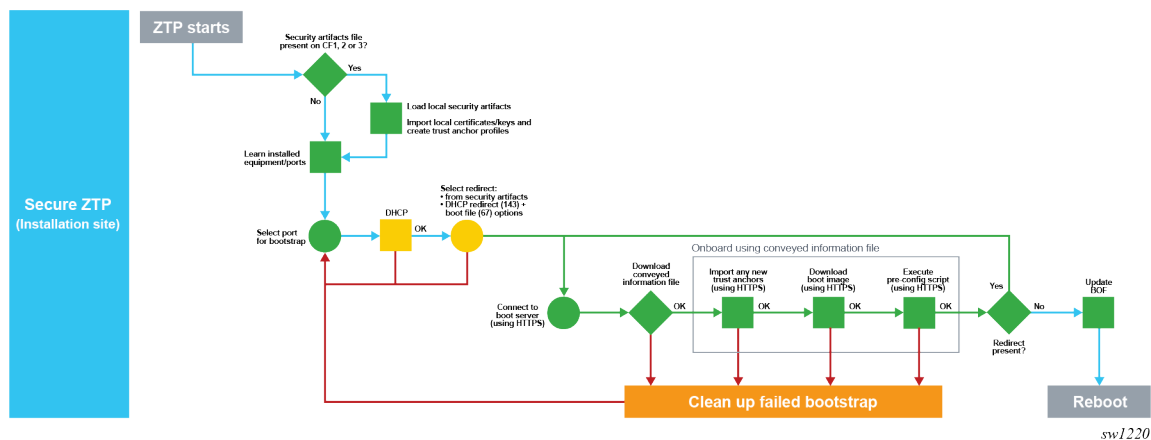 ZTP starts
Security artifacts file
present on CF1, 2 or 3?
Yes
No
Load local security artifacts
Import local certificates/keys and
create trust anchor profiles
Learn installed
equipment/ports
Secure ZTP
(Installation site)
Select port
for bootstrap
DHCP
OK
Select redirect:
• from security artifacts
• DHCP redirect (143) +
boot file (67) options
Onboard using conveyed information file
Connect to
boot server
(using HTTPS)
Download
conveyed
information file
OK
Import any new
trust anchors
(using HTTPS)
OK
Download
boot image
(using HTTPS)
OK
Execute
pre-config script
(using HTTPS)
OK
Yes
No
Redirect
present?
Update
BOF
Clean up failed bootstrap
Reboot
sw1220